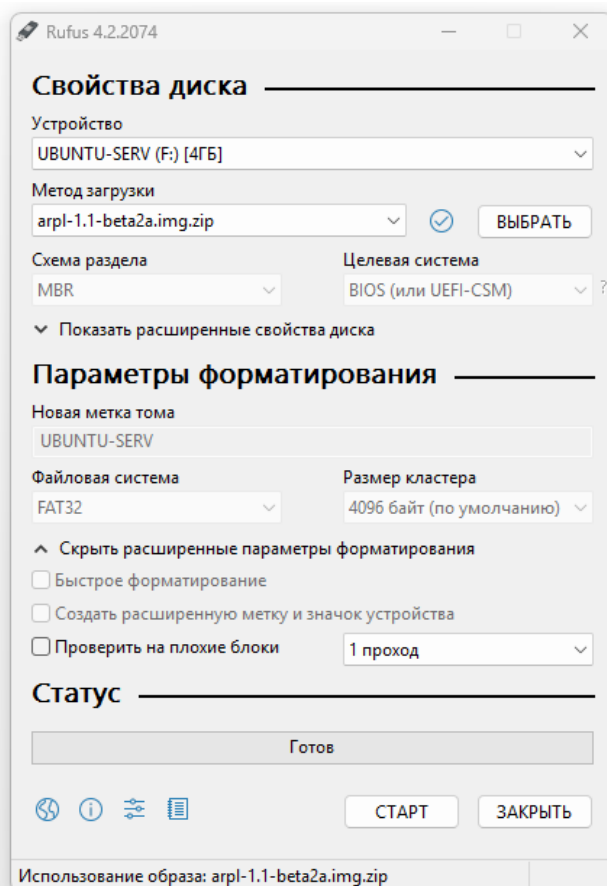 Rufus 4.2.2074
Свойства диска
Устройство
UBUNTU-SERV (F:) [4ГБ]
Метод загрузки
arpl-1.1-beta2a.img.zip
ВЫБРАТЬ
Схема раздела Целевая система
MBR BIOS (или UEFI-CSM) ?
Показать расширенные свойства диска
Параметры форматирования
Новая метка тома
UBUNTU-SERV
Файловая система Размер кластера
FAT32 4096 байт (по умолчанию)
Скрыть расширенные параметры форматирования
Быстрое форматирование
Создать расширенную метку и значок устройства
Проверить на плохие блоки 1 проход
Статус
Готов
СТАРТ ЗАКРЫТЬ
Использование образа: arpl-1.1-beta2a.img.zip